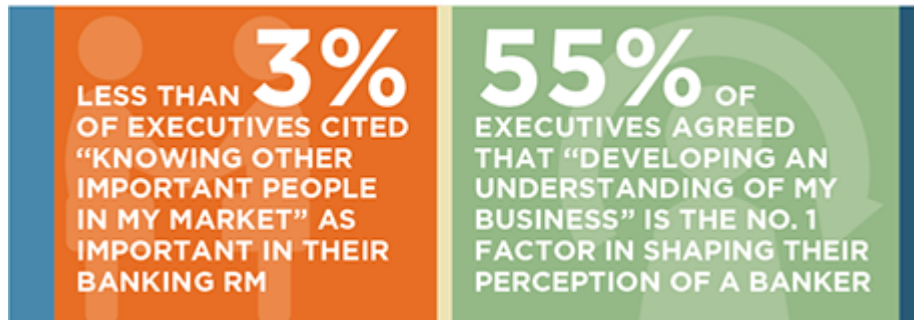 LESS THAN 3%
OF EXECUTIVES CITED
“KNOWING OTHER
IMPORTANT PEOPLE
IN MY MARKET” AS
IMPORTANT IN THEIR
BANKING RM
55% OF
EXECUTIVES AGREED
THAT “DEVELOPING AN
UNDERSTANDING OF MY
BUSINESS” IS THE NO. 1
FACTOR IN SHAPING THEIR
PERCEPTION OF A BANKER